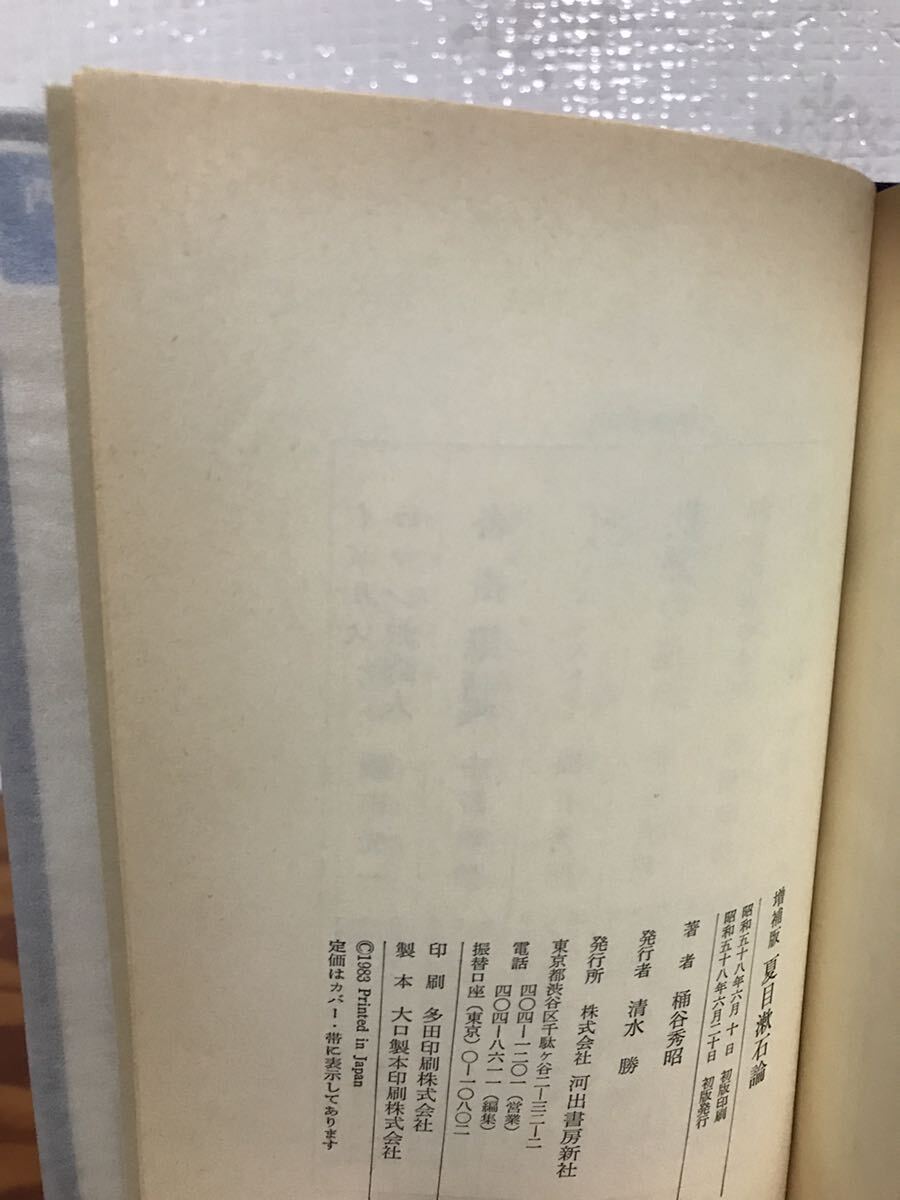 増補版 夏目漱石論
昭和五十八年六月 十 日 初版印刷
昭和五十八年六月二十日 初版発行
著 者 桶谷秀昭
発行者 清水 勝
発行所 株式会社 河出書房新社
東京都渋谷区千駄ケ谷二ー三二ー二
電話 四〇四ー一二〇一(営業)
四〇四ー八六一一(編集)
振替口座(東京)〇ー一〇八〇二
印 刷 多田印刷株式会社
製 本 大口製本印刷株式会社
©1983 Printed in Japan
定価はカバー・帯に表示してあります